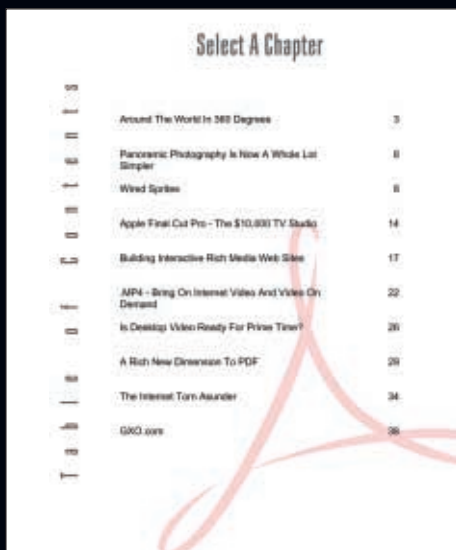 Select A Chapter
Table of Contents
Around The World In 360 Degrees 3
Panoramic Photography Is Now A Whole Lot
Simpler
Wired Sprites
Apple Final Cut Pro - The $10,000 TV Studio 14
Building Interactive Rich Media Web Sites 17
.MP4 - Bring On Internet Video And Video On 22
Demand
Is Desktop Video Ready For Prime Time? 26
A Rich New Dimension To PDF 29
The Internet Torn Asunder 34
GXO.com